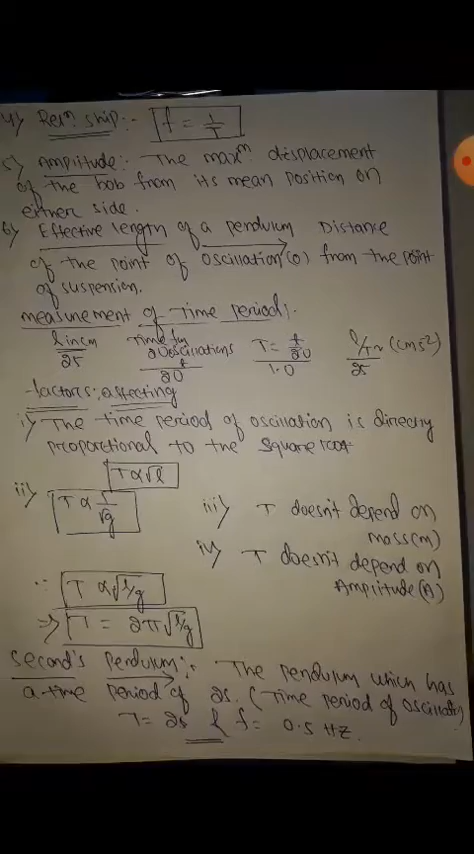 4) Reln ship:- f = 1/T
5) Amplitude:- The maxm displacement
of the bob from its mean position on
either side.
6) Effective length of a pendulum Distance
of the point of oscillation(o) from the point
of suspension.
measurement of Time period:
l in cm Time for 20 oscillations T = t/20 l/T² (cms²)
25 20 1.0 25
factors affecting
i) The time period of oscillation is directly
proportional to the square root
T ∝ √l
ii) T ∝ 1/√g
iii) T doesn't depend on
mass(m)
iv) T doesn't depend on
Amplitude(A)
∵ T ∝ √l/g
⇒ T = 2π√l/g
second's pendulum:- The pendulum which has
a time period of 2s. (Time period of oscillatn)
T = 2s & f = 0.5 Hz.